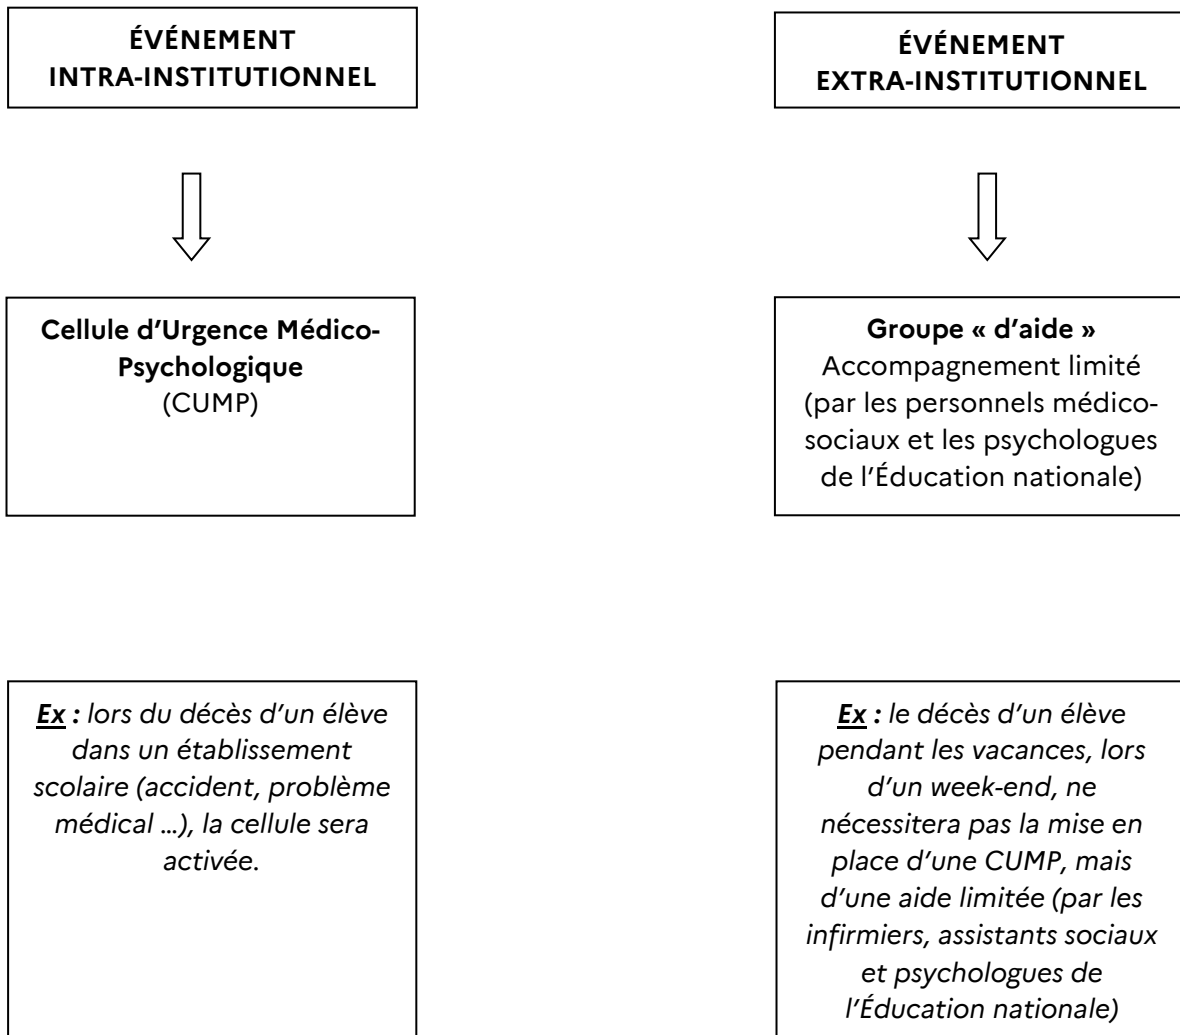 ÉVÉNEMENT
INTRA-INSTITUTIONNEL
ÉVÉNEMENT
EXTRA-INSTITUTIONNEL
Cellule d’Urgence Médico-
Psychologique
(CUMP)
Groupe « d’aide »
Accompagnement limité
(par les personnels médico-
sociaux et les psychologues
de l’Éducation nationale)
Ex : lors du décès d’un élève
dans un établissement
scolaire (accident, problème
médical …), la cellule sera
activée.
Ex : le décès d’un élève
pendant les vacances, lors
d’un week-end, ne
nécessitera pas la mise en
place d’une CUMP, mais
d’une aide limitée (par les
infirmiers, assistants sociaux
et psychologues de
l’Éducation nationale)